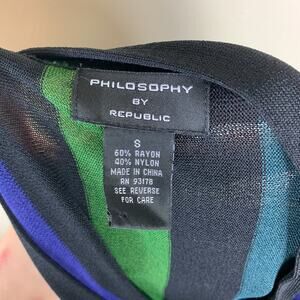 PHILOSOPHY
BY
REPUBLIC
S
60% RAYON
40% NYLON
MADE IN CHINA
RN 93178
SEE REVERSE
FOR CARE